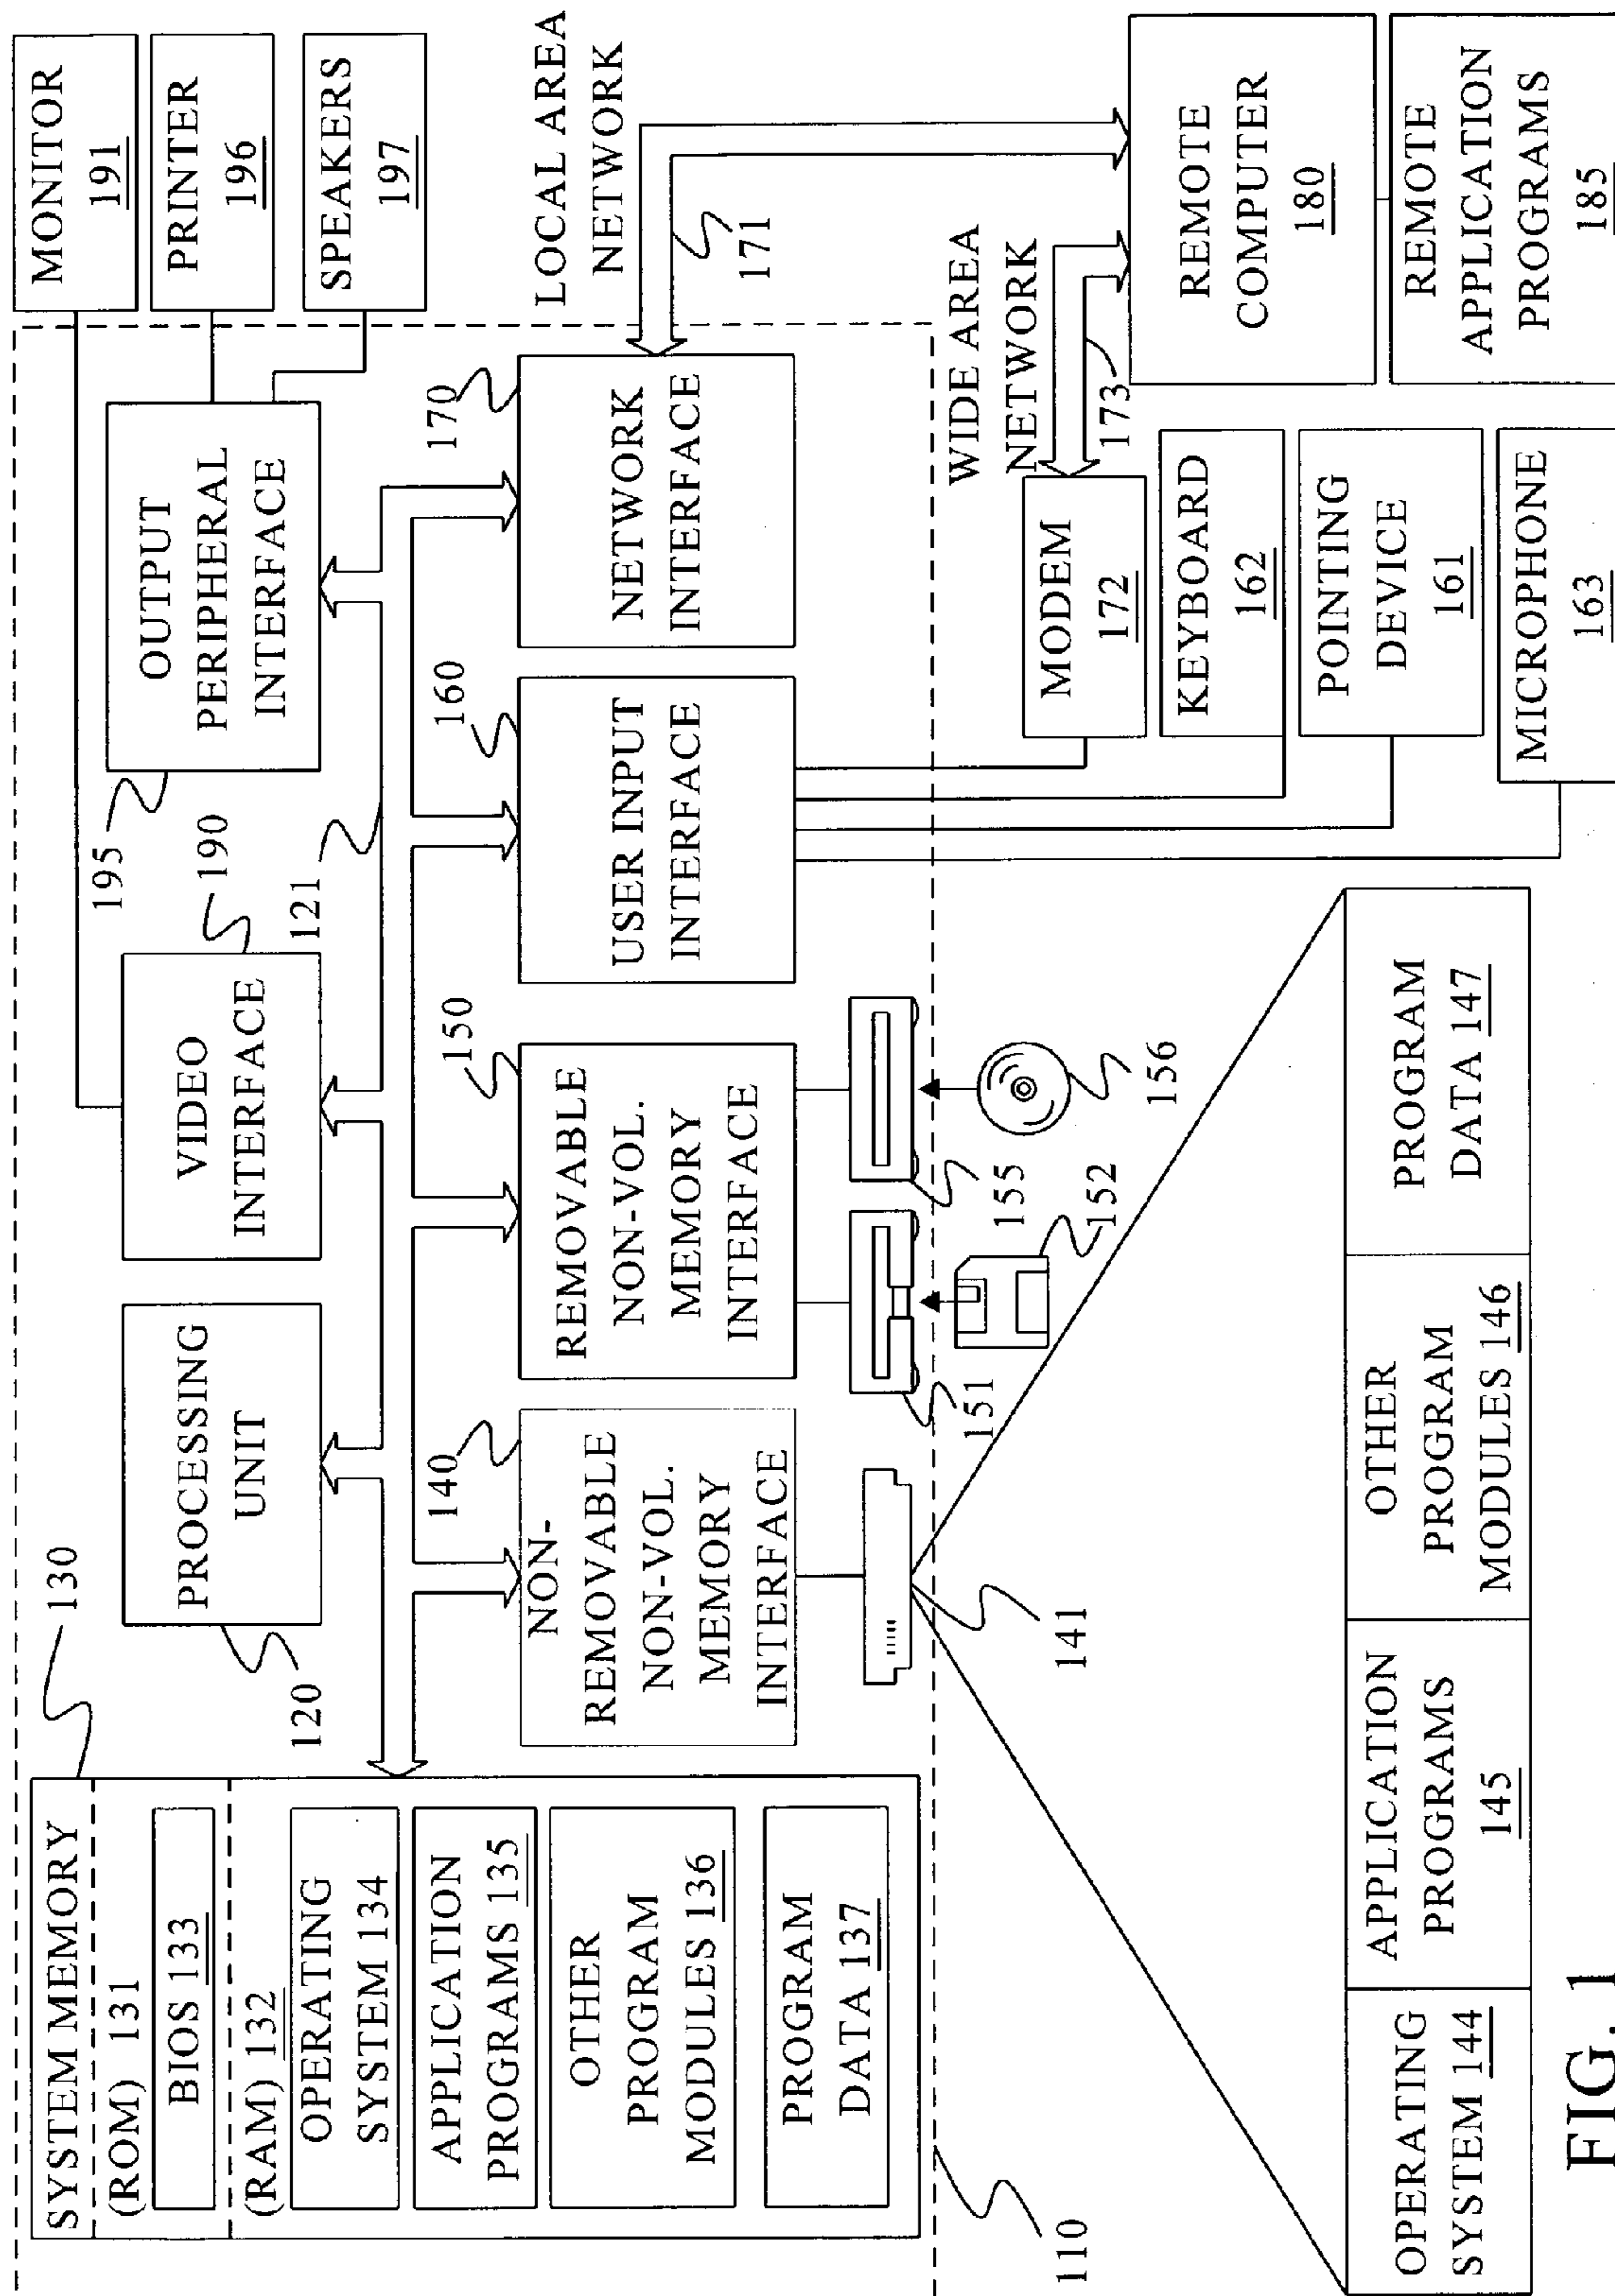 SYSTEM MEMORY
(ROM) 131
BIOS 133
(RAM) 132
OPERATING
SYSTEM 134
APPLICATION
PROGRAMS 135
OTHER
PROGRAM
MODULES 136
PROGRAM
DATA 137
130
PROCESSING
UNIT
120
VIDEO
INTERFACE
190
121
OUTPUT
PERIPHERAL
INTERFACE
195
MONITOR
191
PRINTER
196
SPEAKERS
197
140
NON-
REMOVABLE
NON-VOL.
MEMORY
INTERFACE
150
REMOVABLE
NON-VOL.
MEMORY
INTERFACE
160
USER INPUT
INTERFACE
170
NETWORK
INTERFACE
LOCAL AREA
NETWORK
171
141
151
155
152
156
WIDE AREA
NETWORK
173
MODEM
172
KEYBOARD
162
POINTING
DEVICE
161
MICROPHONE
163
REMOTE
COMPUTER
180
REMOTE
APPLICATION
PROGRAMS
185
110
OPERATING
SYSTEM 144
APPLICATION
PROGRAMS
145
OTHER
PROGRAM
MODULES 146
PROGRAM
DATA 147
FIG. 1